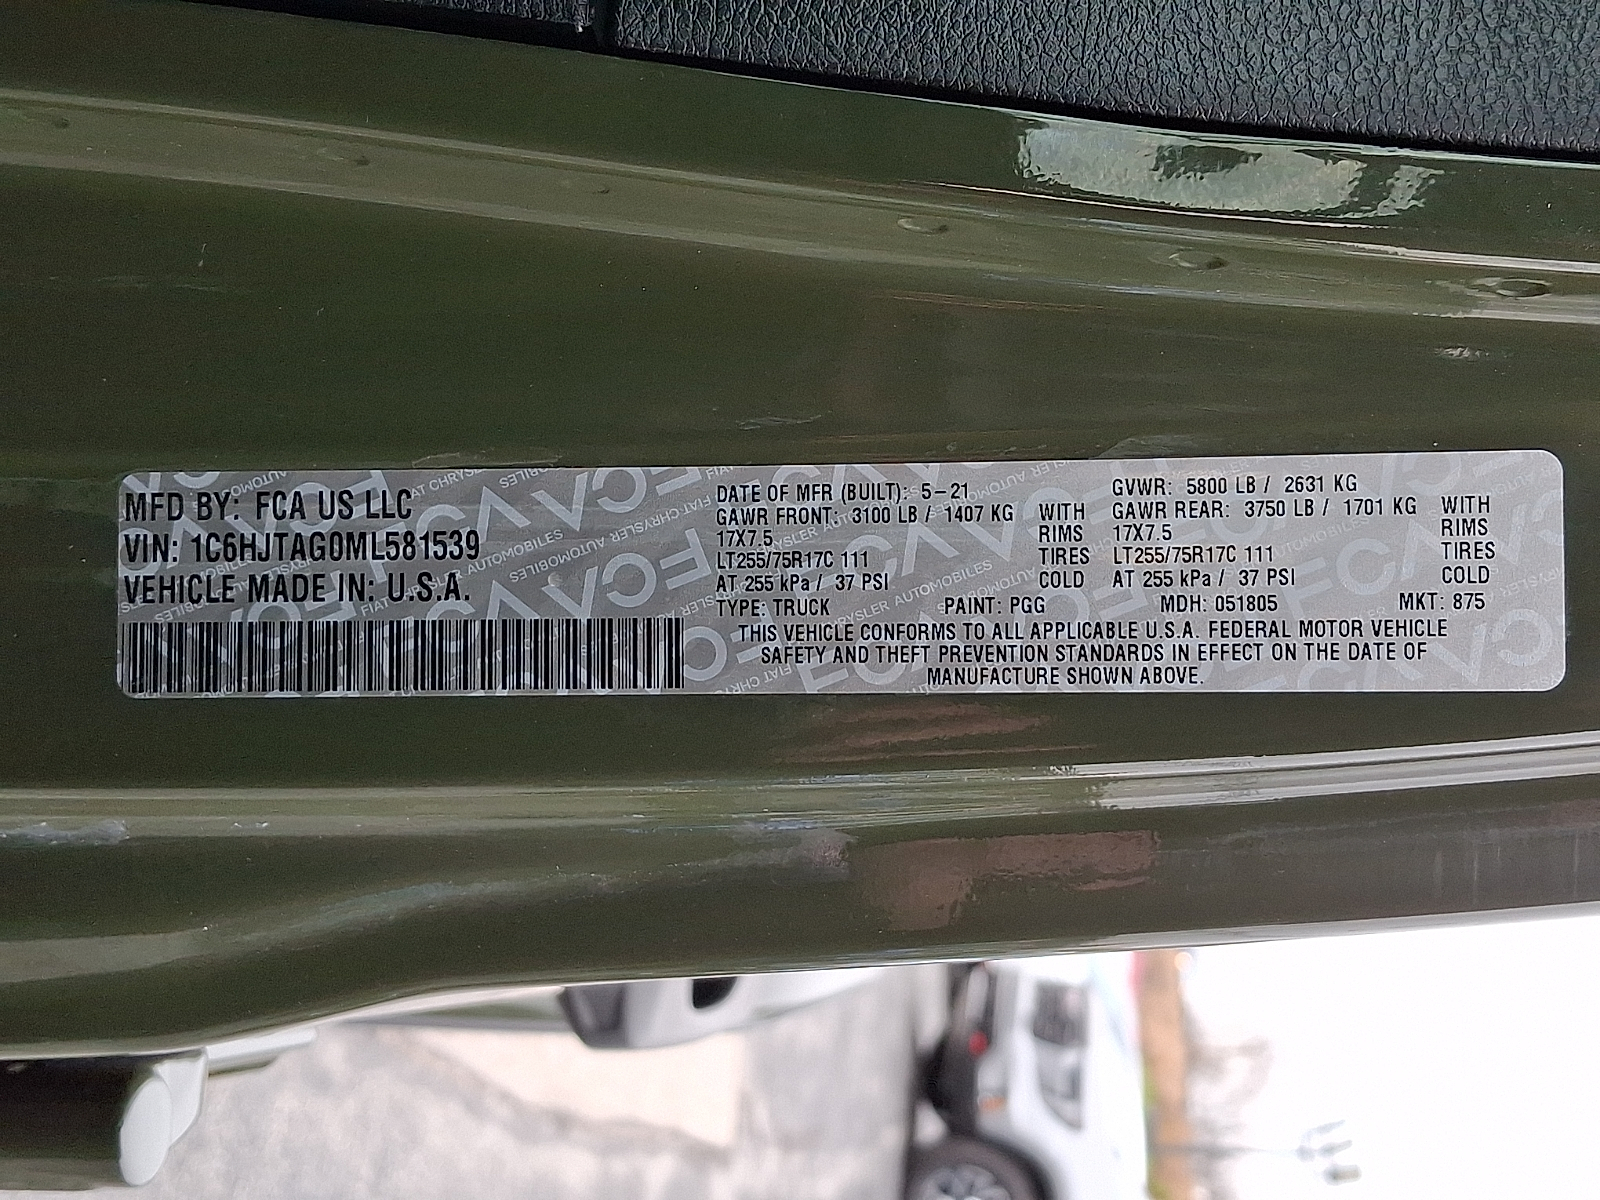 MFD BY: FCA US LLC
VIN: 1C6HJTAG0ML581539
VEHICLE MADE IN: U.S.A.
DATE OF MFR (BUILT): 5-21 GVWR: 5800 LB / 2631 KG
GAWR FRONT: 3100 LB / 1407 KG WITH GAWR REAR: 3750 LB / 1701 KG WITH
17X7.5 RIMS 17X7.5 RIMS
LT255/75R17C 111 TIRES LT255/75R17C 111 TIRES
AT 255 kPa / 37 PSI COLD AT 255 kPa / 37 PSI COLD
TYPE: TRUCK PAINT: PGG MDH: 051805 MKT: 875
THIS VEHICLE CONFORMS TO ALL APPLICABLE U.S.A. FEDERAL MOTOR VEHICLE
SAFETY AND THEFT PREVENTION STANDARDS IN EFFECT ON THE DATE OF
MANUFACTURE SHOWN ABOVE.